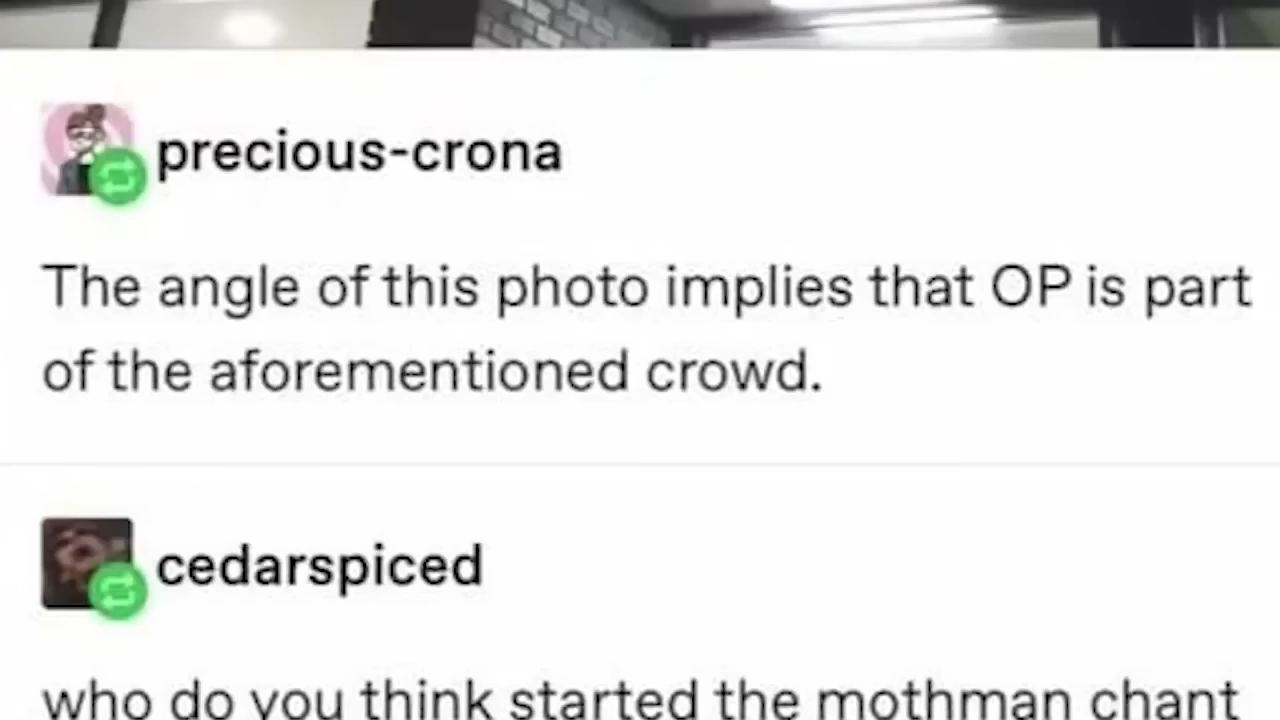 precious-crona
The angle of this photo implies that OP is part
of the aforementioned crowd.
cedarspiced
who do you think started the mothman chant